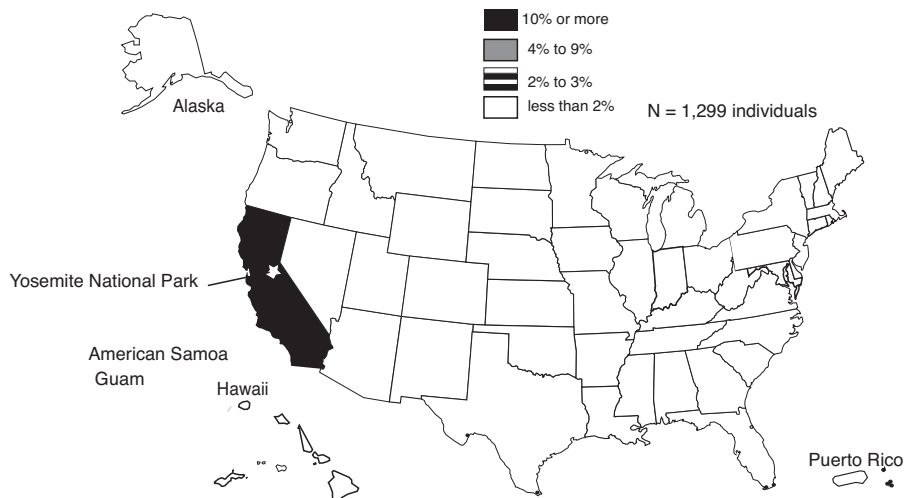 10% or more
4% to 9%
2% to 3%
less than 2%
N = 1,299 individuals
Alaska
Yosemite National Park
American Samoa
Guam
Hawaii
Puerto Rico